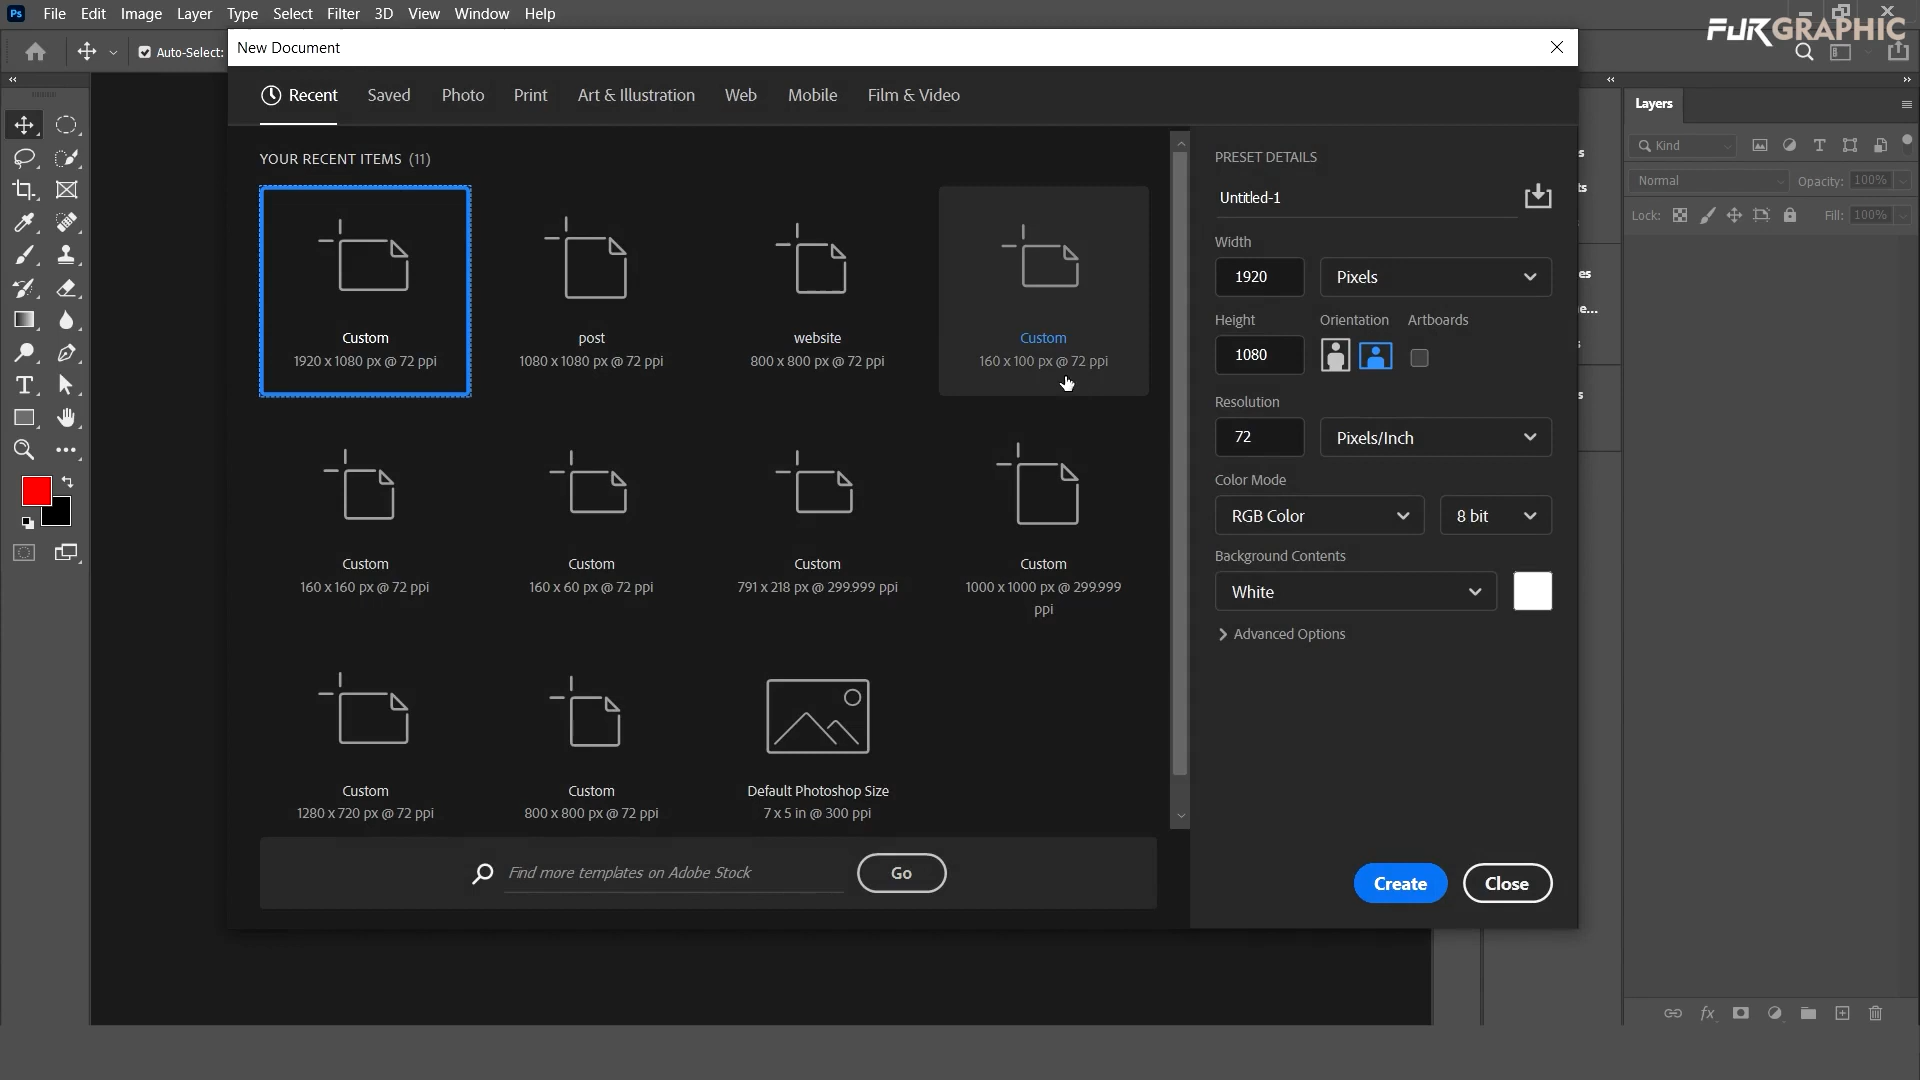 Ps File Edit Image Layer Type Select Filter 3D View Window Help
FURGRAPHIC
Auto-Select:
New Document
Recent Saved Photo Print Art & Illustration Web Mobile Film & Video
YOUR RECENT ITEMS (11)
Custom
1920 x 1080 px @ 72 ppi
post
1080 x 1080 px @ 72 ppi
website
800 x 800 px @ 72 ppi
Custom
160 x 100 px @ 72 ppi
Custom
160 x 160 px @ 72 ppi
Custom
160 x 60 px @ 72 ppi
Custom
791 x 218 px @ 299.999 ppi
Custom
1000 x 1000 px @ 299.999
ppi
Custom
1280 x 720 px @ 72 ppi
Custom
800 x 800 px @ 72 ppi
Default Photoshop Size
7 x 5 in @ 300 ppi
Find more templates on Adobe Stock
Go
PRESET DETAILS
Untitled-1
Width
1920 Pixels
Height Orientation Artboards
1080
Resolution
72 Pixels/Inch
Color Mode
RGB Color 8 bit
Background Contents
White
Advanced Options
Create Close
Layers
Kind
Normal Opacity: 100%
Lock: Fill: 100%